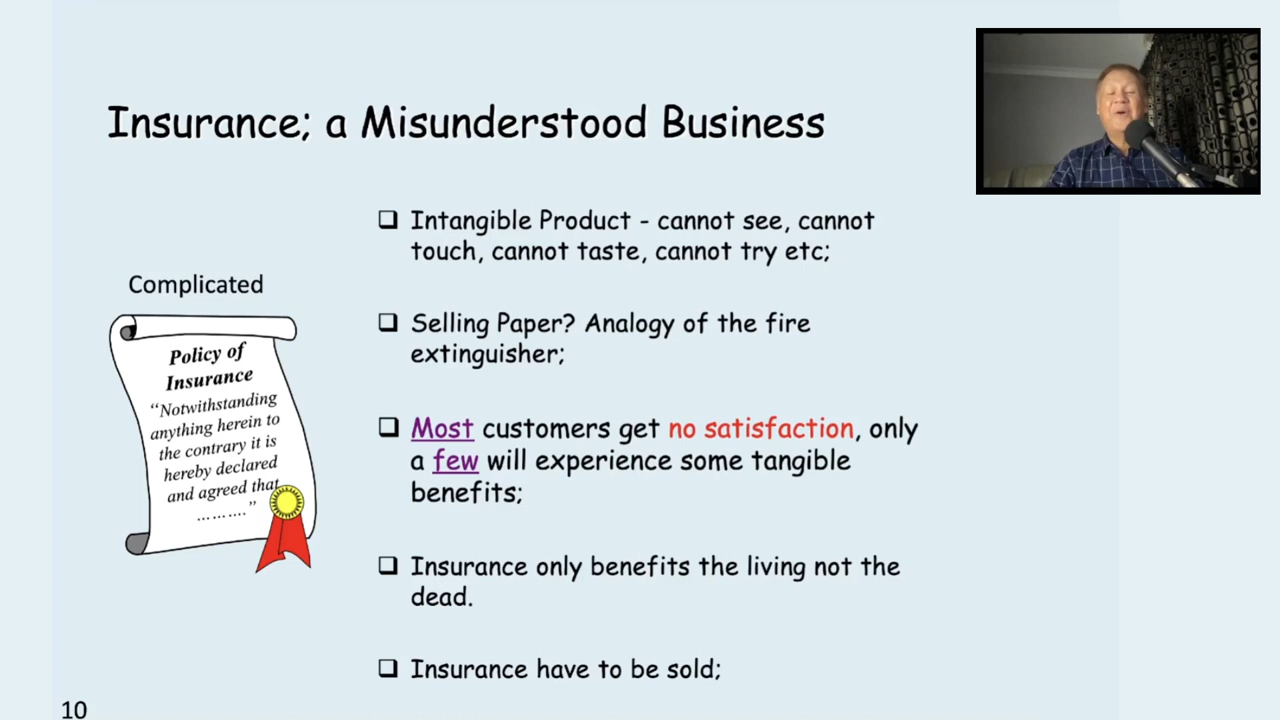 Insurance; a Misunderstood Business
Complicated
Policy of
Insurance
“Notwithstanding
anything herein to
the contrary it is
hereby declared
and agreed that
……….”
Intangible Product - cannot see, cannot
touch, cannot taste, cannot try etc;
Selling Paper? Analogy of the fire
extinguisher;
Most customers get no satisfaction, only
a few will experience some tangible
benefits;
Insurance only benefits the living not the
dead.
Insurance have to be sold;
10